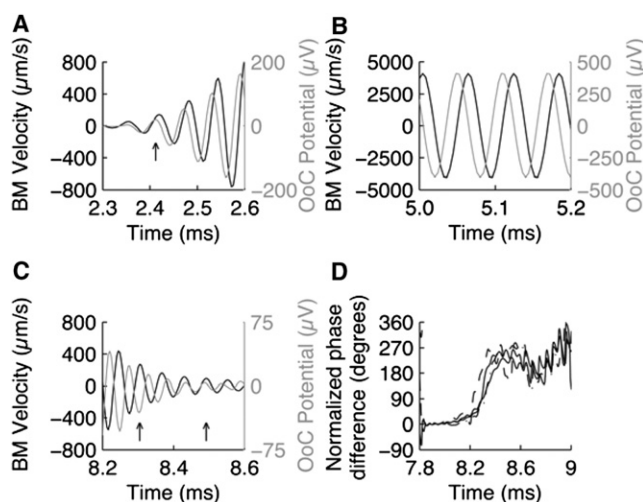 A
BM Velocity (µm/s)
800
400
0
−400
−800
200
0
−200
OoC Potential (µV)
2.3 2.4 2.5 2.6
Time (ms)
B
BM Velocity (µm/s)
5000
2500
0
−2500
−5000
500
250
0
−250
−500
OoC Potential (µV)
5.0 5.1 5.2
Time (ms)
C
BM Velocity (µm/s)
800
400
0
−400
−800
75
0
−75
OoC Potential (µV)
8.2 8.4 8.6
Time (ms)
D
Normalized phase
difference (degrees)
360
270
180
90
0
−90
7.8 8.2 8.6 9
Time (ms)